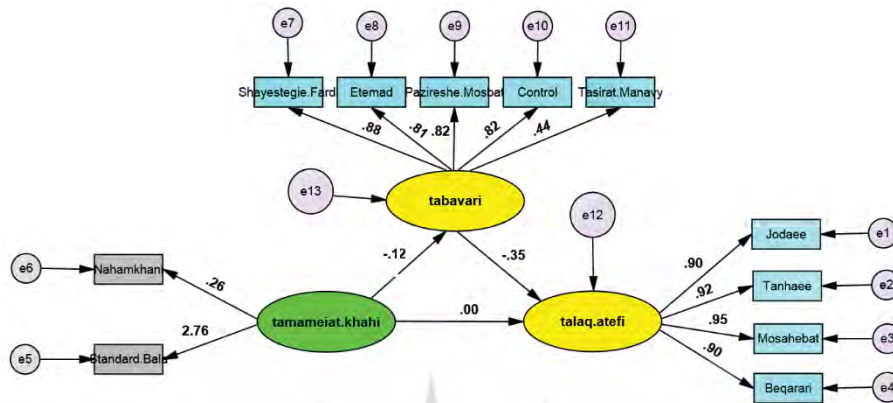 e7
e8
e9
e10
e11
Shayestegie.Fard
Etemad
Pazireshe.Mosbat
Control
Tasirat.Manavy
.88
.81
.82
.82
.44
e13
tabavari
e12
e6
Nahamkhani
.26
-.12
-.35
Jodaee
e1
.90
Tanhaee
e2
.92
tamameiat.khahi
.00
talaq.atefi
.95
Mosahebat
e3
2.76
e5
Standard.Bala
.90
Beqarari
e4